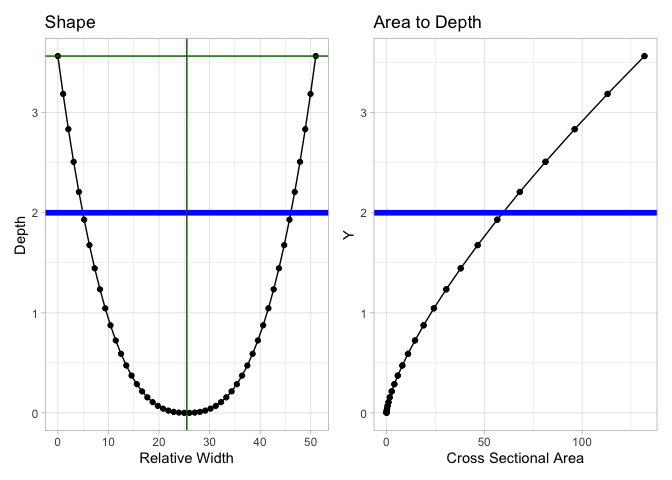 Shape
Depth
3
2
1
0
0 10 20 30 40 50
Relative Width
Area to Depth
Y
3
2
1
0
0 50 100
Cross Sectional Area